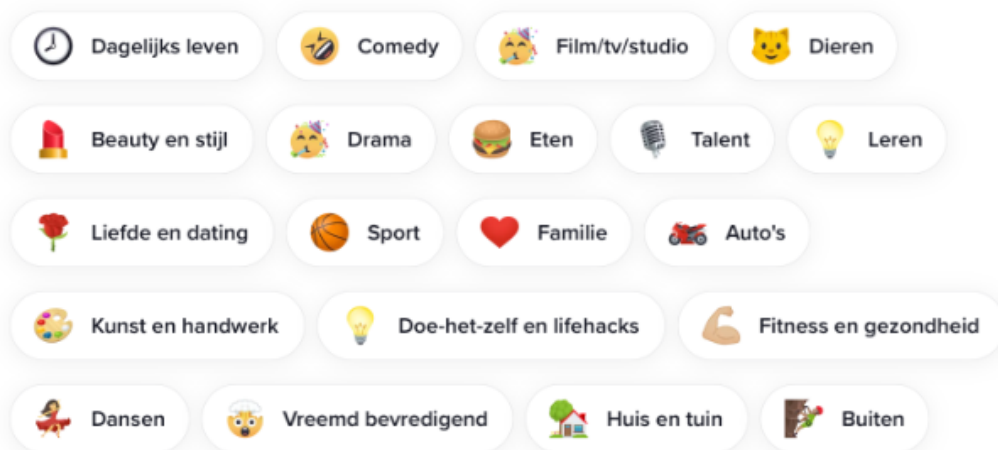 Dagelijks leven Comedy Film/tv/studio Dieren
Beauty en stijl Drama Eten Talent Leren
Liefde en dating Sport Familie Auto's
Kunst en handwerk Doe-het-zelf en lifehacks Fitness en gezondheid
Dansen Vreemd bevredigend Huis en tuin Buiten